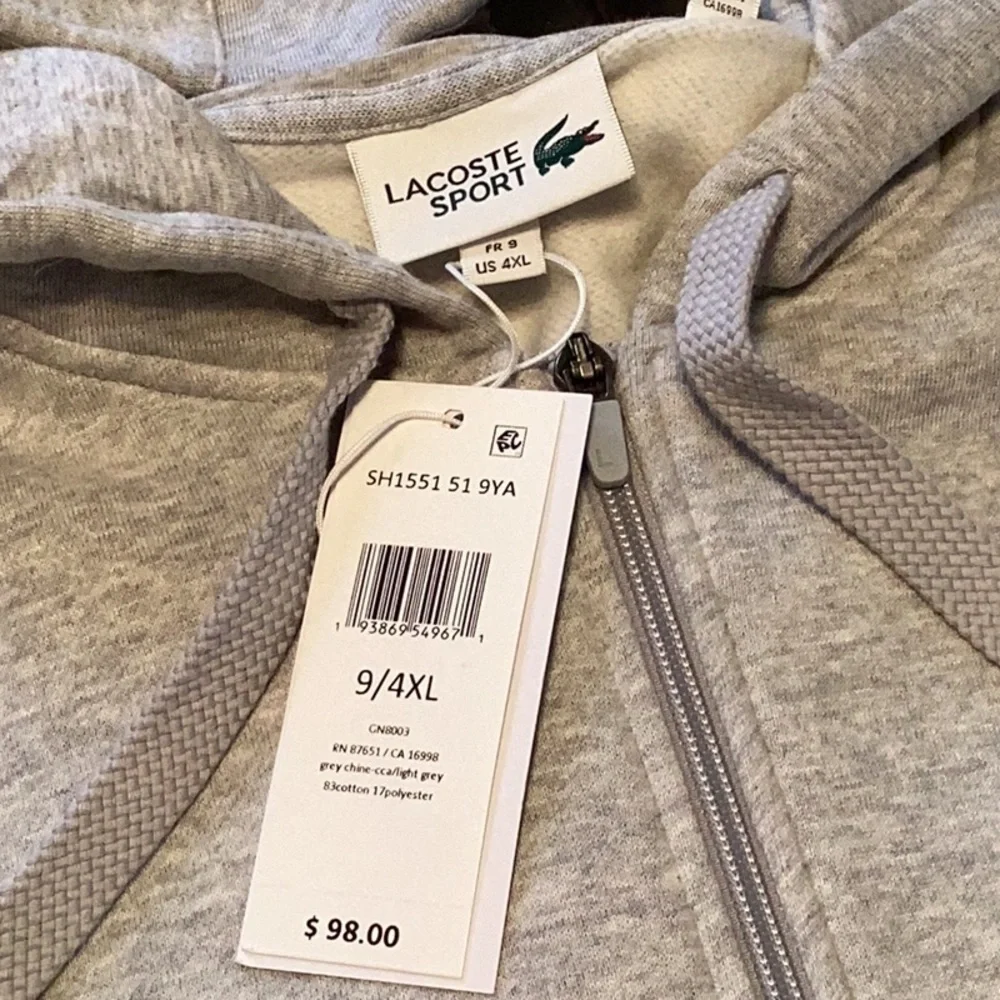 CA16998
LACOSTE
SPORT
FR 9
US 4XL
EPC
SH1551 51 9YA
1 93869 54967 1
9/4XL
GN8003
RN 87651 / CA 16998
grey chine-cca/light grey
83cotton 17polyester
$ 98.00